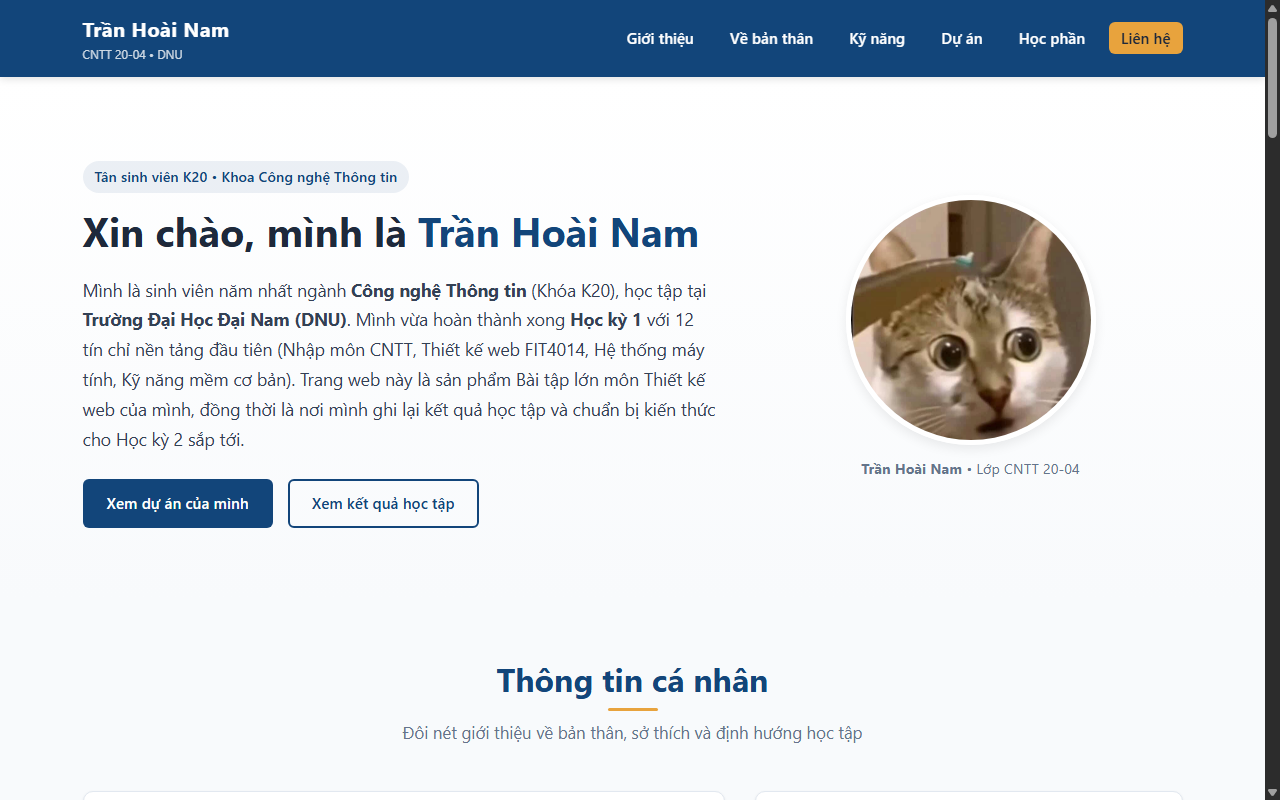 Trần Hoài Nam
CNTT 20-04 • DNU
Giới thiệu
Về bản thân
Kỹ năng
Dự án
Học phần
Liên hệ
Tân sinh viên K20 • Khoa Công nghệ Thông tin
Xin chào, mình là Trần Hoài Nam
Mình là sinh viên năm nhất ngành Công nghệ Thông tin (Khóa K20), học tập tại
Trường Đại Học Đại Nam (DNU). Mình vừa hoàn thành xong Học kỳ 1 với 12
tín chỉ nền tảng đầu tiên (Nhập môn CNTT, Thiết kế web FIT4014, Hệ thống máy
tính, Kỹ năng mềm cơ bản). Trang web này là sản phẩm Bài tập lớn môn Thiết kế
web của mình, đồng thời là nơi mình ghi lại kết quả học tập và chuẩn bị kiến thức
cho Học kỳ 2 sắp tới.
Xem dự án của mình
Xem kết quả học tập
Trần Hoài Nam • Lớp CNTT 20-04
Thông tin cá nhân
Đôi nét giới thiệu về bản thân, sở thích và định hướng học tập